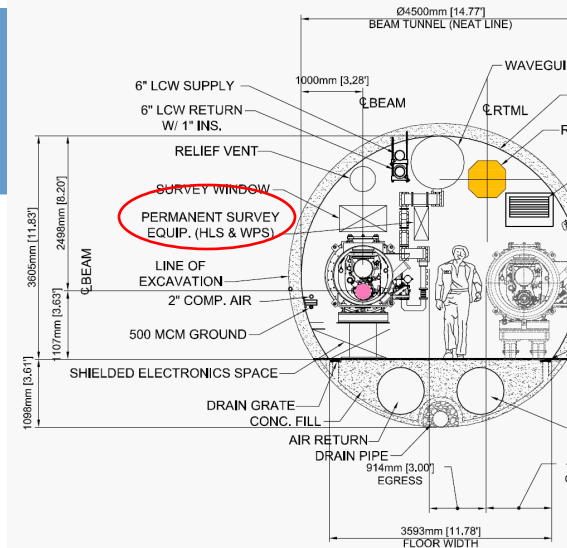 Ø4500mm [14.77']
BEAM TUNNEL (NEAT LINE)
WAVEGUI
1000mm [3.28']
6" LCW SUPPLY
℄BEAM
℄RTML
6" LCW RETURN
W/ 1" INS.
R
RELIEF VENT
SURVEY WINDOW
PERMANENT SURVEY
EQUIP. (HLS & WPS)
3605mm [11.83']
2498mm [8.20']
℄BEAM
LINE OF
EXCAVATION
2" COMP. AIR
1107mm [3.63']
500 MCM GROUND
SHIELDED ELECTRONICS SPACE
1098mm [3.61']
DRAIN GRATE
CONC. FILL
AIR RETURN
DRAIN PIPE
914mm [3.00']
EGRESS
3593mm [11.78']
FLOOR WIDTH